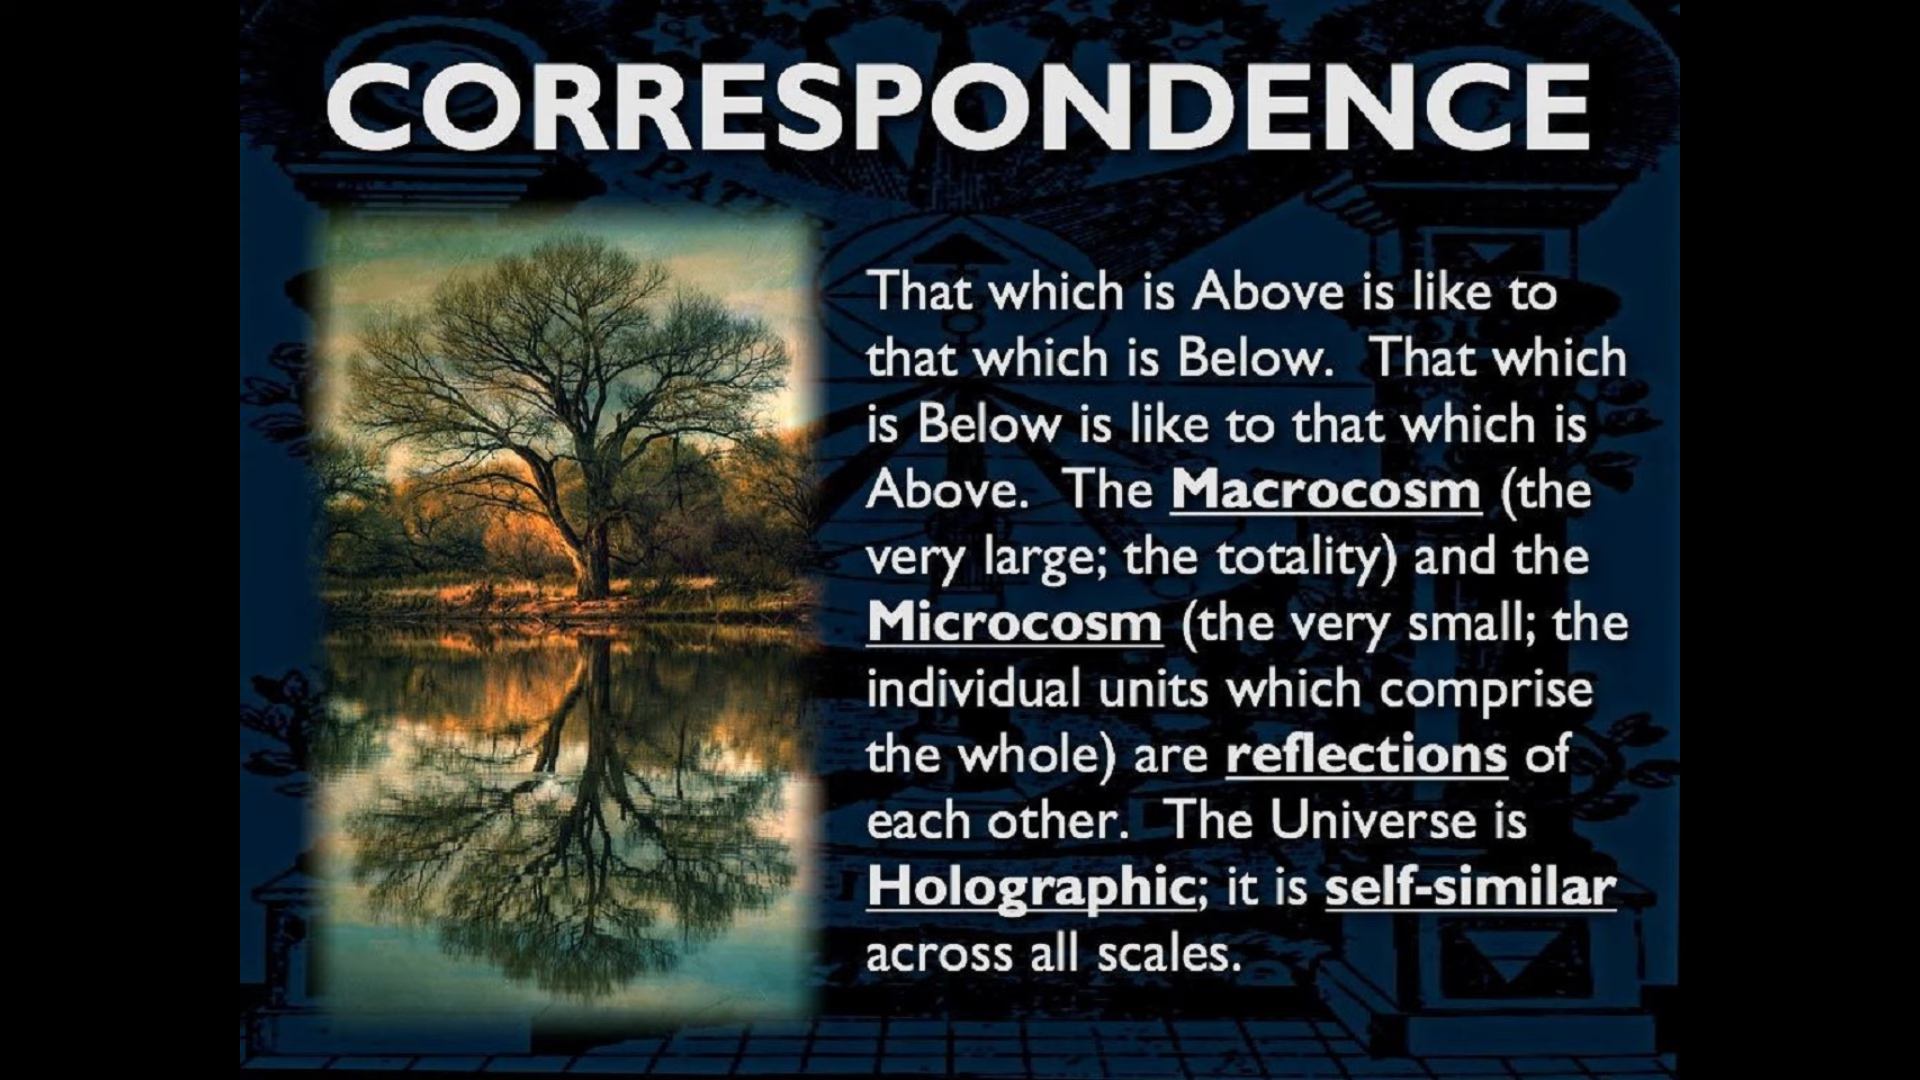 CORRESPONDENCE
PAT
That which is Above is like to
that which is Below. That which
is Below is like to that which is
Above. The Macrocosm (the
very large; the totality) and the
Microcosm (the very small; the
individual units which comprise
the whole) are reflections of
each other. The Universe is
Holographic; it is self-similar
across all scales.